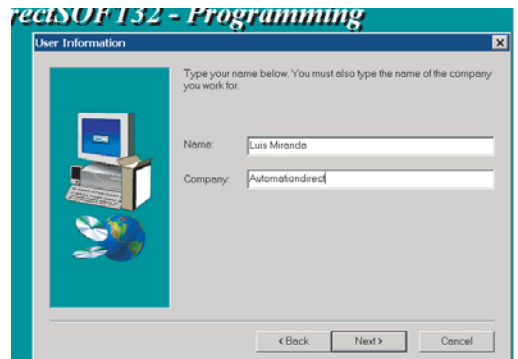 rectSOFT32 - Programming
User Information
Type your name below. You must also type the name of the company
you work for.
Name: Luis Miranda
Company: Automationdirect
< Back Next > Cancel